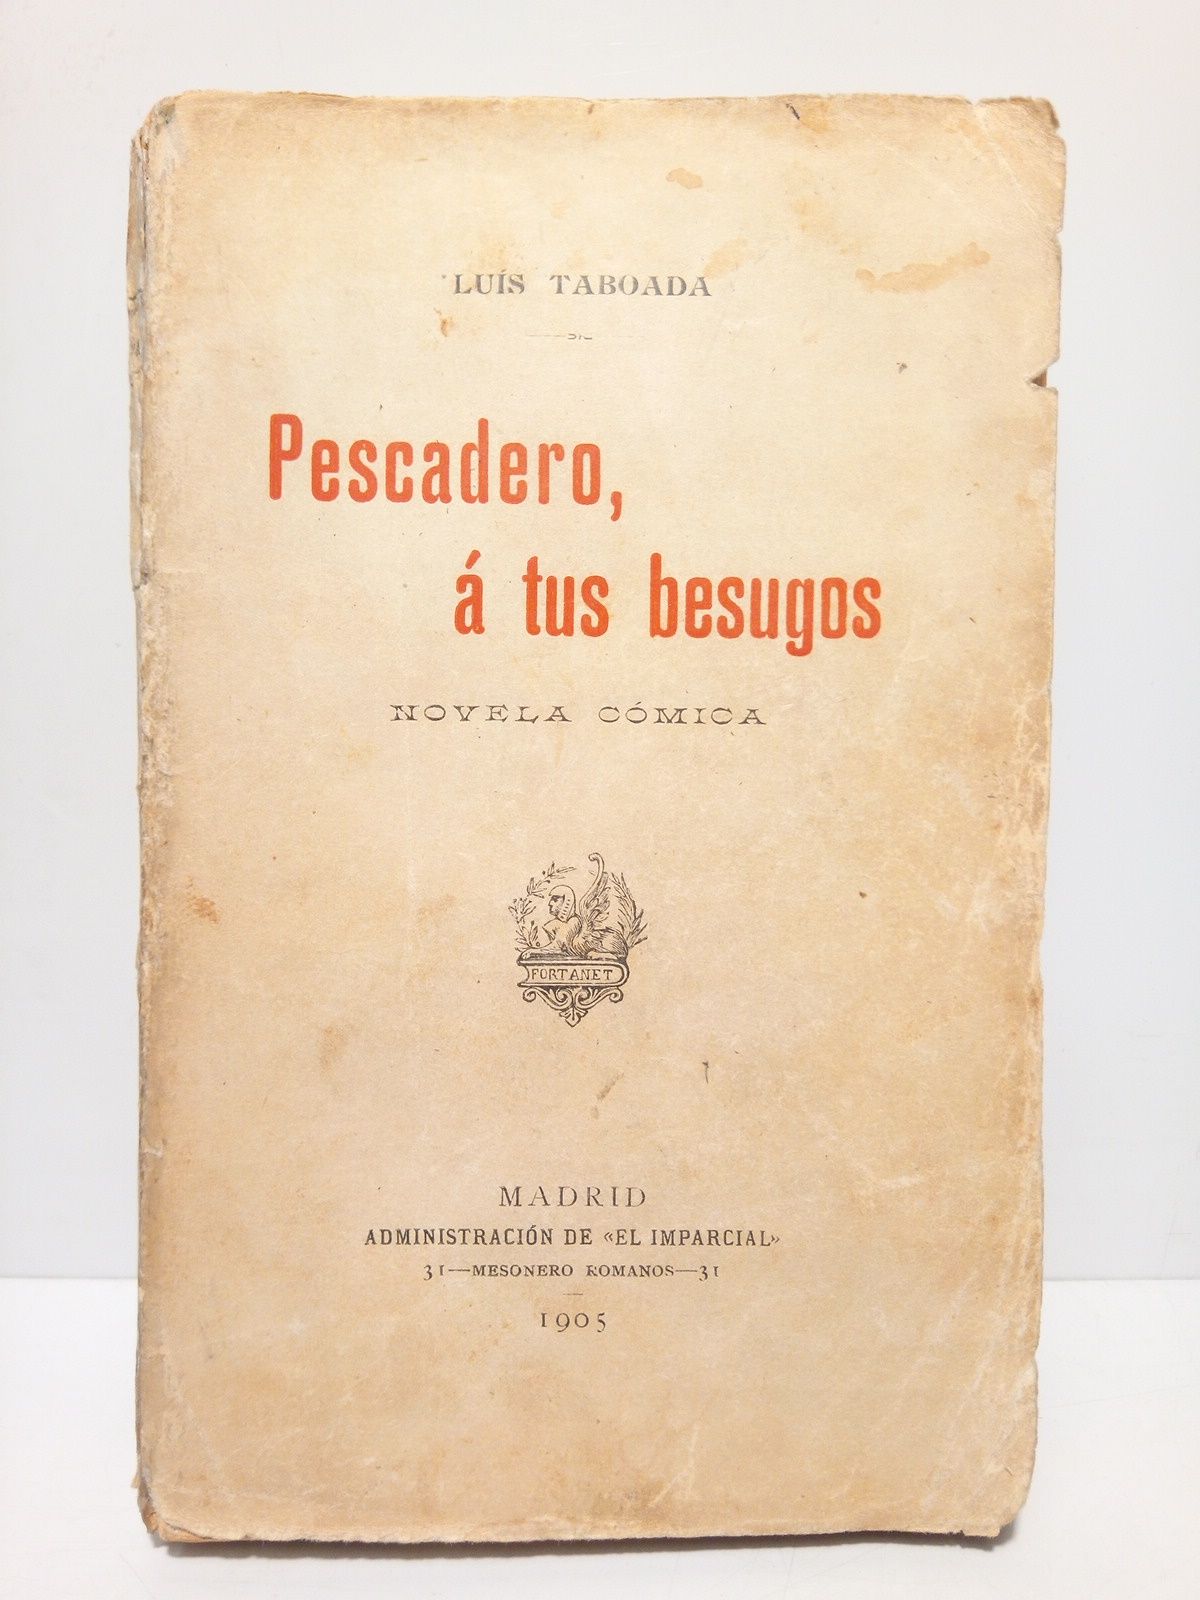 LUÍS TABOADA
Pescadero,
á tus besugos
NOVELA CÓMICA
FORTANET
MADRID
ADMINISTRACIÓN DE «EL IMPARCIAL»
31—MESONERO ROMANOS—31
1905